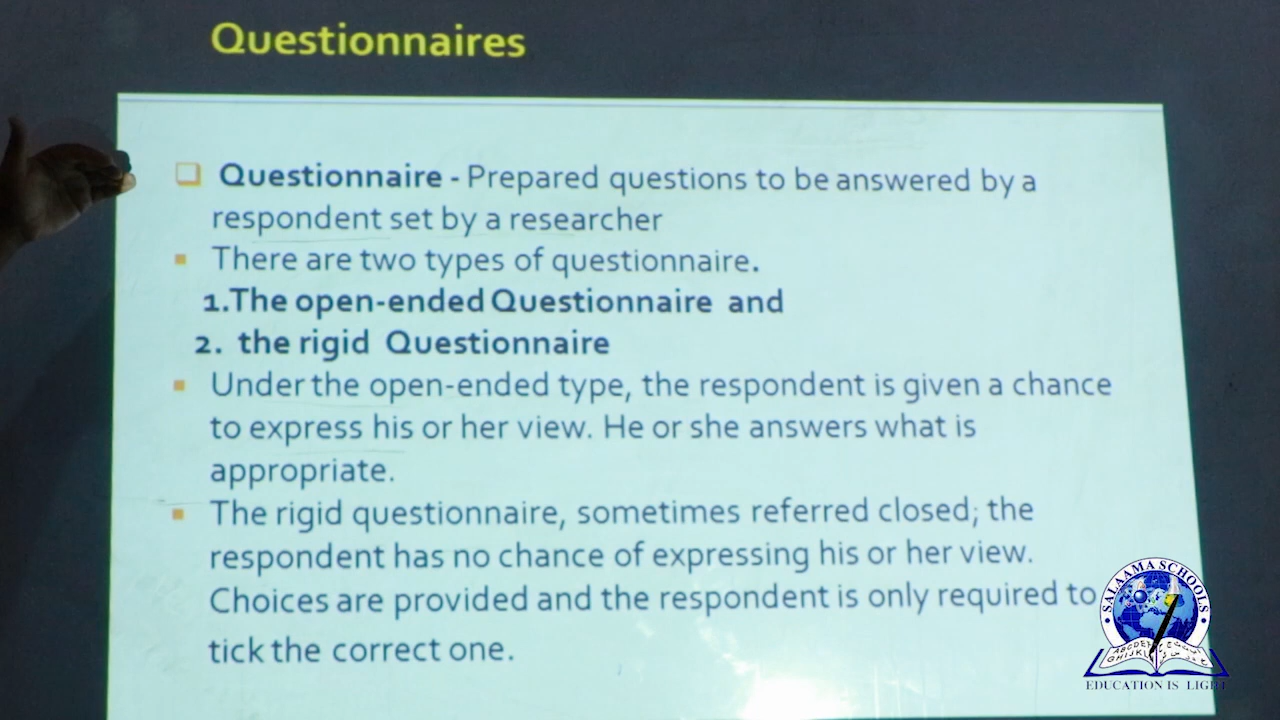 Questionnaires
Questionnaire - Prepared questions to be answered by a
respondent set by a researcher
There are two types of questionnaire.
1.The open-ended Questionnaire and
2. the rigid Questionnaire
Under the open-ended type, the respondent is given a chance
to express his or her view. He or she answers what is
appropriate.
The rigid questionnaire, sometimes referred closed; the
respondent has no chance of expressing his or her view.
Choices are provided and the respondent is only required to
tick the correct one.
SALAAMA SCHOOLS
EDUCATION IS LIGHT